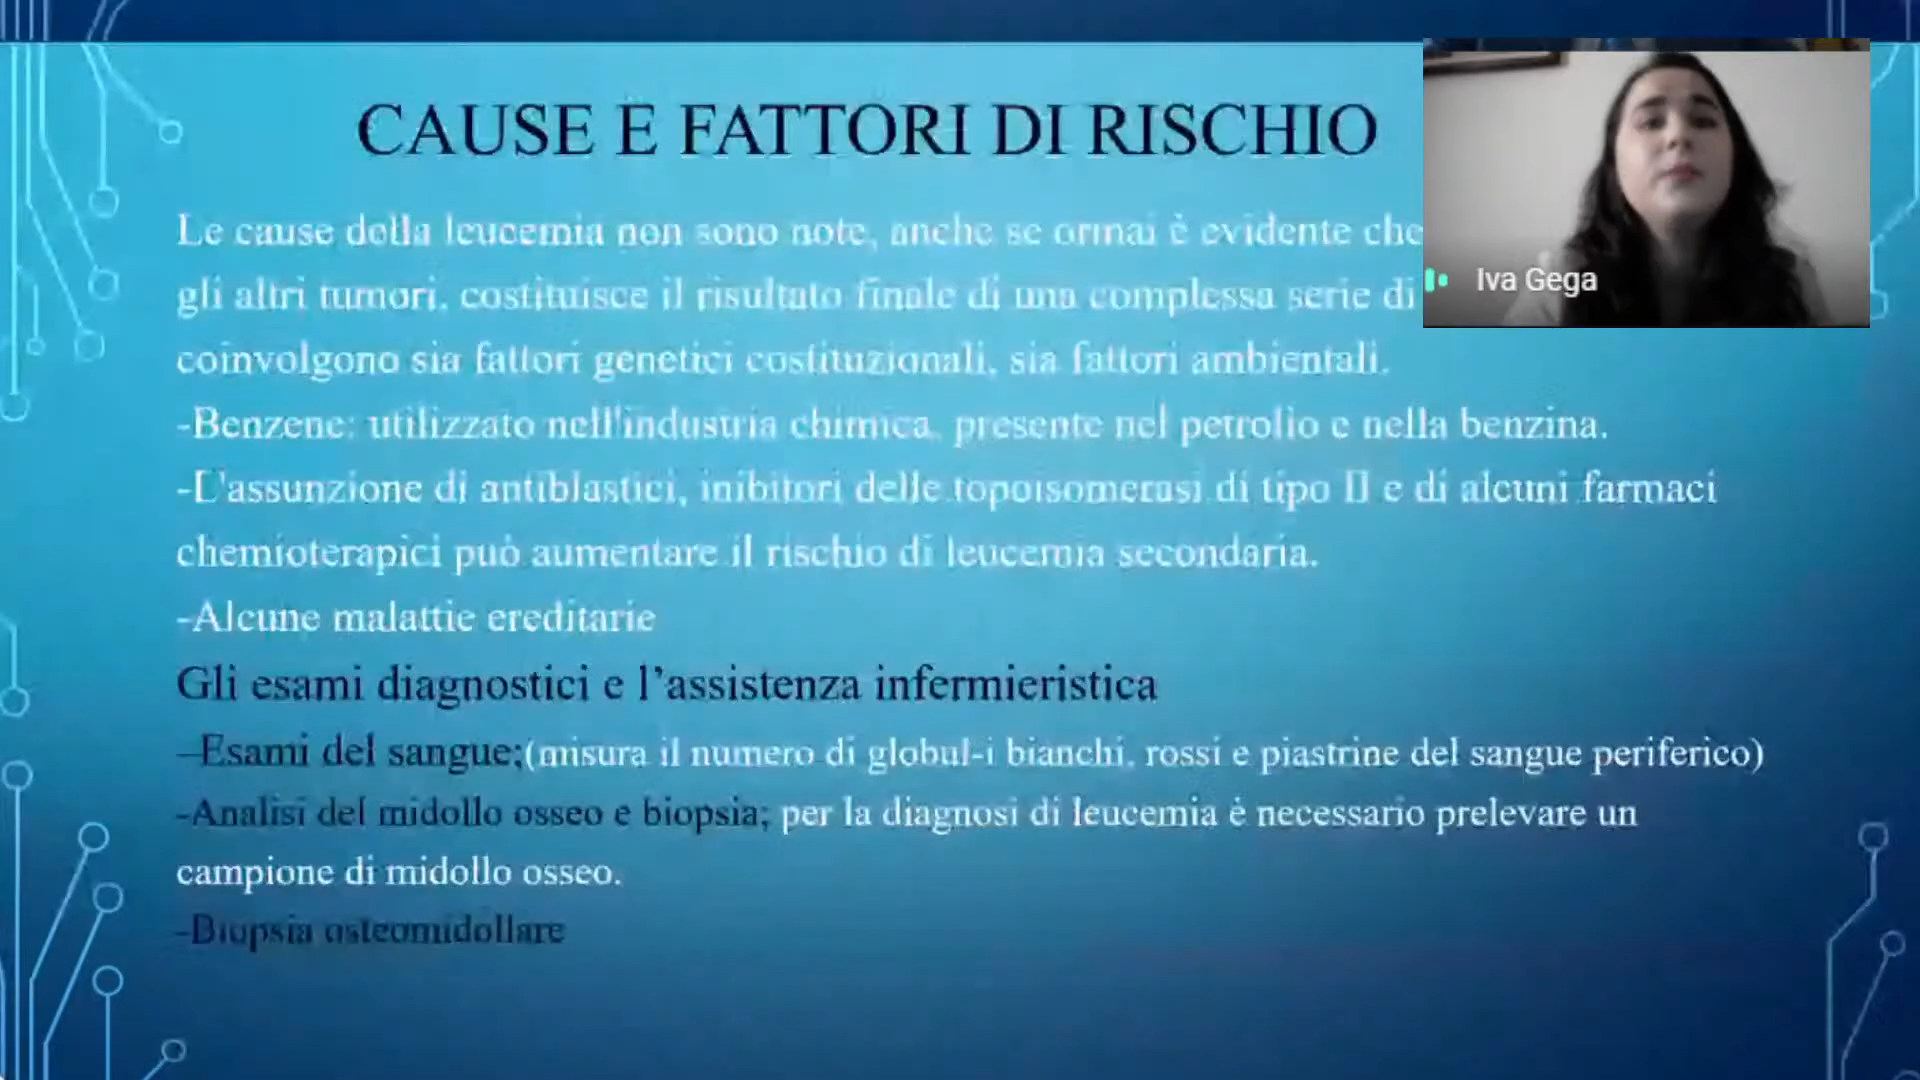 CAUSE E FATTORI DI RISCHIO
Le cause della leucemia non sono note, anche se ormai è evidente che
gli altri tumori, costituisce il risultato finale di una complessa serie di
coinvolgono sia fattori genetici costituzionali, sia fattori ambientali.
-Benzene: utilizzato nell'industria chimica, presente nel petrolio e nella benzina.
-L'assunzione di antiblastici, inibitori delle topoisomerasi di tipo II e di alcuni farmaci
chemioterapici può aumentare il rischio di leucemia secondaria.
-Alcune malattie ereditarie
Gli esami diagnostici e l’assistenza infermieristica
–Esami del sangue;(misura il numero di globul-i bianchi, rossi e piastrine del sangue periferico)
-Analisi del midollo osseo e biopsia; per la diagnosi di leucemia è necessario prelevare un
campione di midollo osseo.
-Biopsia osteomidollare
Iva Gega